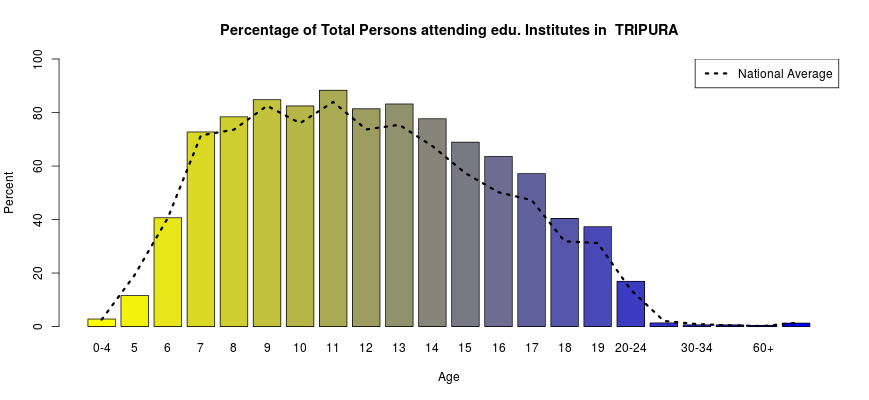 Percentage of Total Persons attending edu. Institutes in  TRIPURA
National Average
Percent
100
80
60
40
20
0
0-4 5 6 7 8 9 10 11 12 13 14 15 16 17 18 19 20-24 30-34 60+
Age